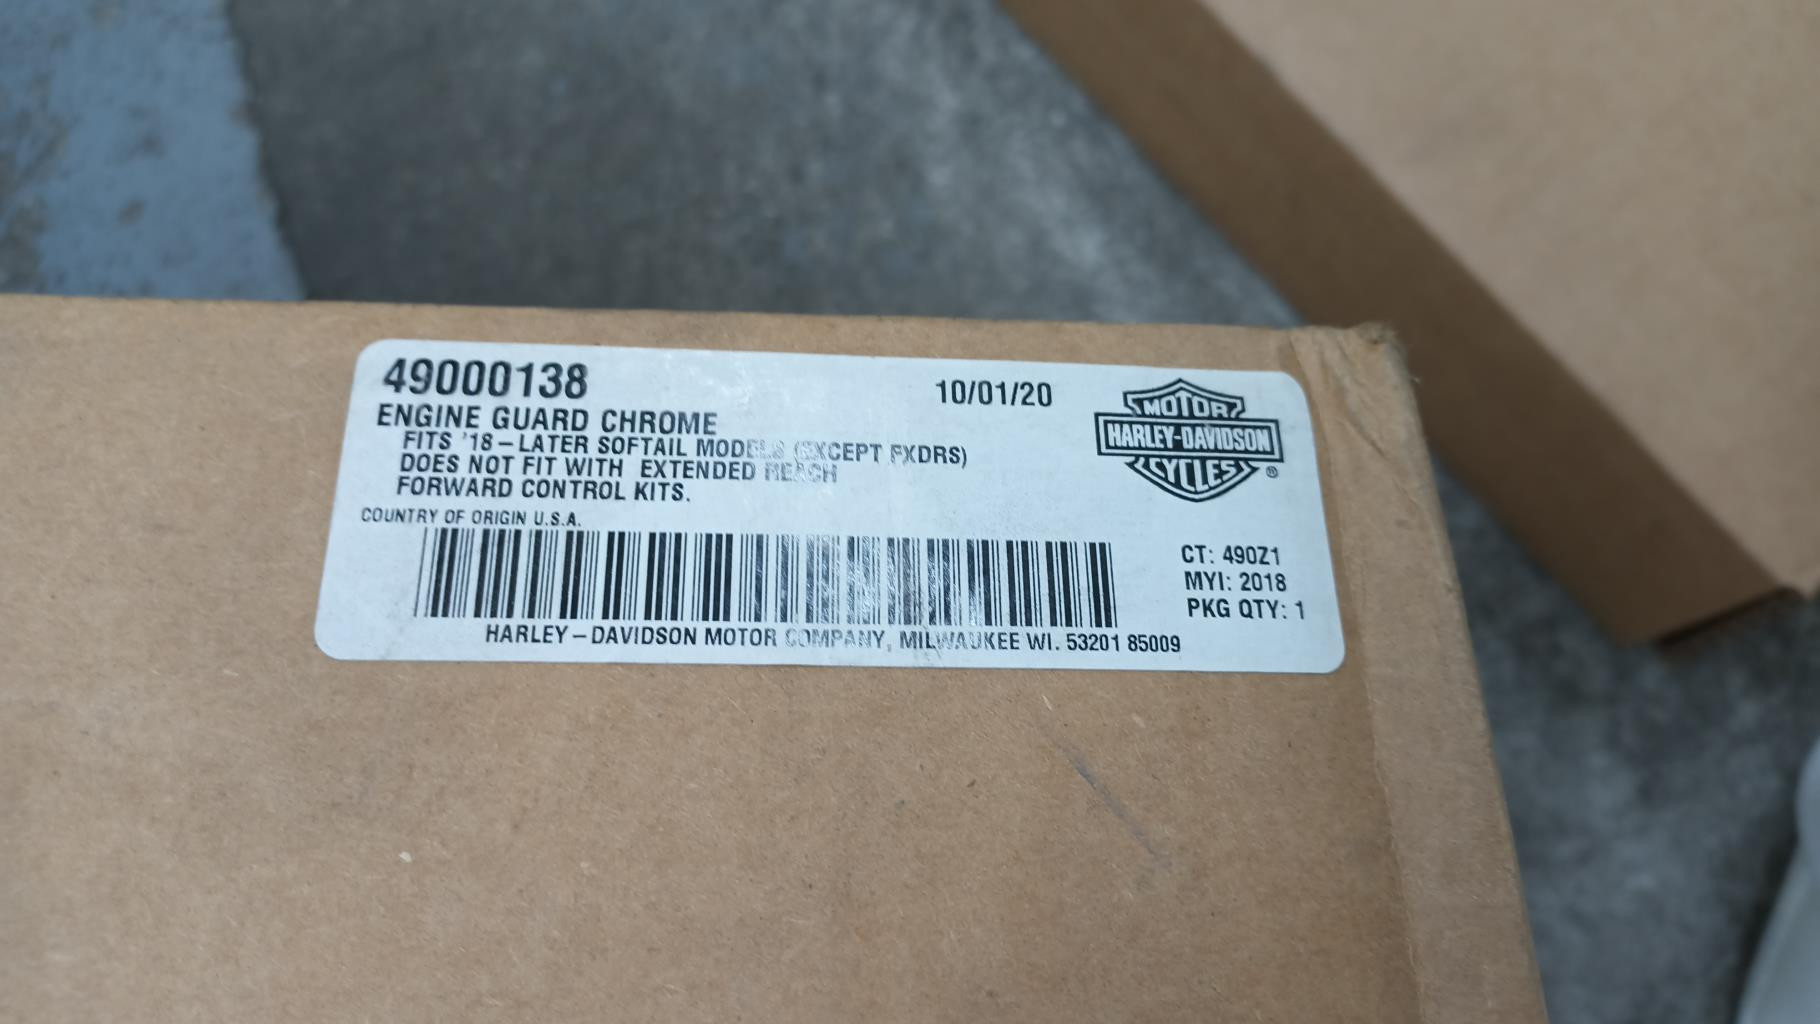 49000138
10/01/20
ENGINE GUARD CHROME
FITS '18-LATER SOFTAIL MODELS (EXCEPT FXDRS)
DOES NOT FIT WITH EXTENDED REACH
FORWARD CONTROL KITS.
COUNTRY OF ORIGIN U.S.A.
MOTOR
HARLEY-DAVIDSON
CYCLES
®
CT: 490Z1
MYI: 2018
PKG QTY: 1
HARLEY-DAVIDSON MOTOR COMPANY, MILWAUKEE WI. 53201 85009